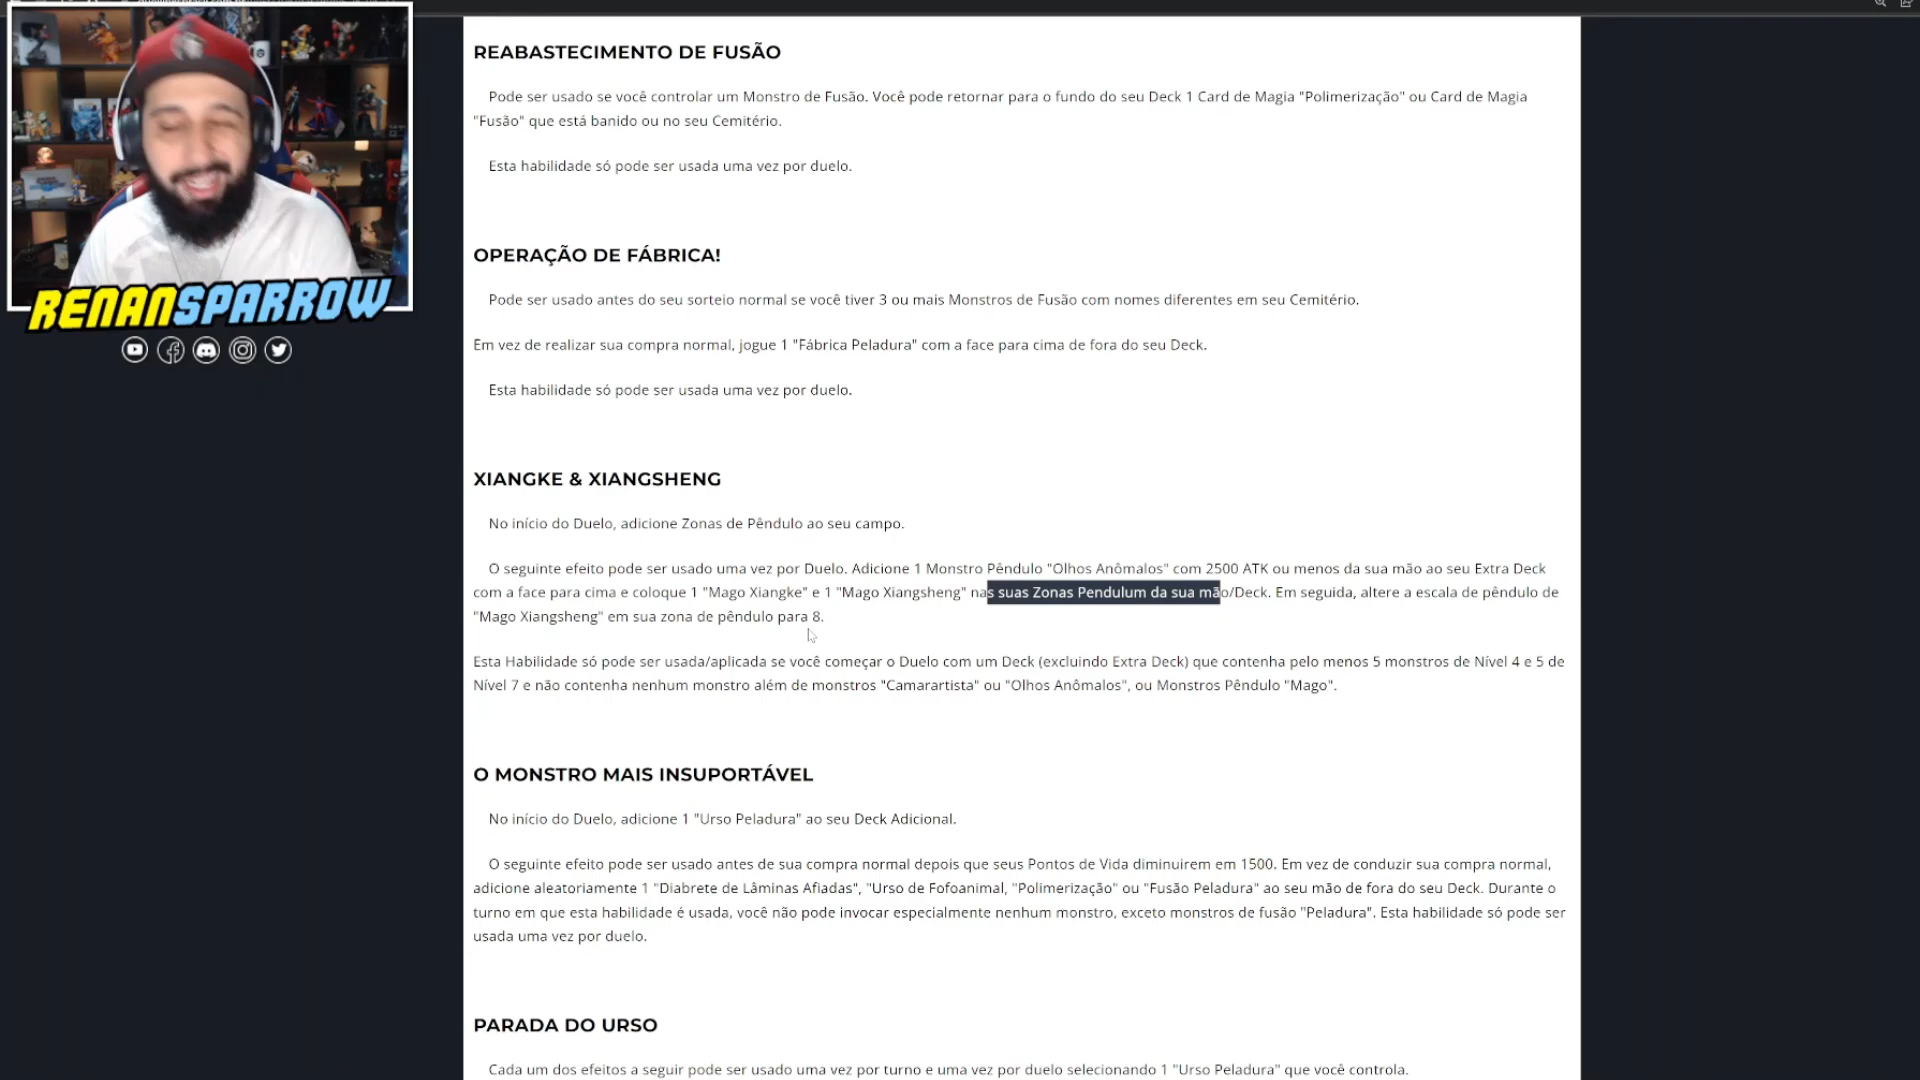 RENANSPARROW
REABASTECIMENTO DE FUSÃO
Pode ser usado se você controlar um Monstro de Fusão. Você pode retornar para o fundo do seu Deck 1 Card de Magia "Polimerização" ou Card de Magia
"Fusão" que está banido ou no seu Cemitério.
Esta habilidade só pode ser usada uma vez por duelo.
OPERAÇÃO DE FÁBRICA!
Pode ser usado antes do seu sorteio normal se você tiver 3 ou mais Monstros de Fusão com nomes diferentes em seu Cemitério.
Em vez de realizar sua compra normal, jogue 1 "Fábrica Peladura" com a face para cima de fora do seu Deck.
Esta habilidade só pode ser usada uma vez por duelo.
XIANGKE & XIANGSHENG
No início do Duelo, adicione Zonas de Pêndulo ao seu campo.
O seguinte efeito pode ser usado uma vez por Duelo. Adicione 1 Monstro Pêndulo "Olhos Anômalos" com 2500 ATK ou menos da sua mão ao seu Extra Deck
com a face para cima e coloque 1 "Mago Xiangke" e 1 "Mago Xiangsheng" nas suas Zonas Pendulum da sua mão/Deck. Em seguida, altere a escala de pêndulo de
"Mago Xiangsheng" em sua zona de pêndulo para 8.
Esta Habilidade só pode ser usada/aplicada se você começar o Duelo com um Deck (excluindo Extra Deck) que contenha pelo menos 5 monstros de Nível 4 e 5 de
Nível 7 e não contenha nenhum monstro além de monstros "Camarartista" ou "Olhos Anômalos", ou Monstros Pêndulo "Mago".
O MONSTRO MAIS INSUPORTÁVEL
No início do Duelo, adicione 1 "Urso Peladura" ao seu Deck Adicional.
O seguinte efeito pode ser usado antes de sua compra normal depois que seus Pontos de Vida diminuirem em 1500. Em vez de conduzir sua compra normal,
adicione aleatoriamente 1 "Diabrete de Lâminas Afiadas", "Urso de Fofoanimal, "Polimerização" ou "Fusão Peladura" ao seu mão de fora do seu Deck. Durante o
turno em que esta habilidade é usada, você não pode invocar especialmente nenhum monstro, exceto monstros de fusão "Peladura". Esta habilidade só pode ser
usada uma vez por duelo.
PARADA DO URSO
Cada um dos efeitos a seguir pode ser usado uma vez por turno e uma vez por duelo selecionando 1 "Urso Peladura" que você controla.